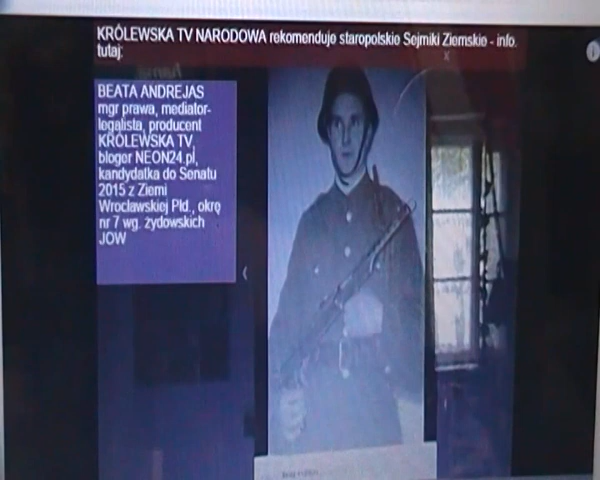 KRÓLEWSKA TV NARODOWA rekomenduje staropolskie Sejmiki Ziemskie - info.
tutaj:
x
BEATA ANDREJAS
mgr prawa, mediator-
legalista, producent
KRÓLEWSKA TV,
bloger NEON24.pl,
kandydatka do Senatu
2015 z Ziemi
Wrocławskiej Płd., okrę
nr 7 wg. żydowskich
JOW